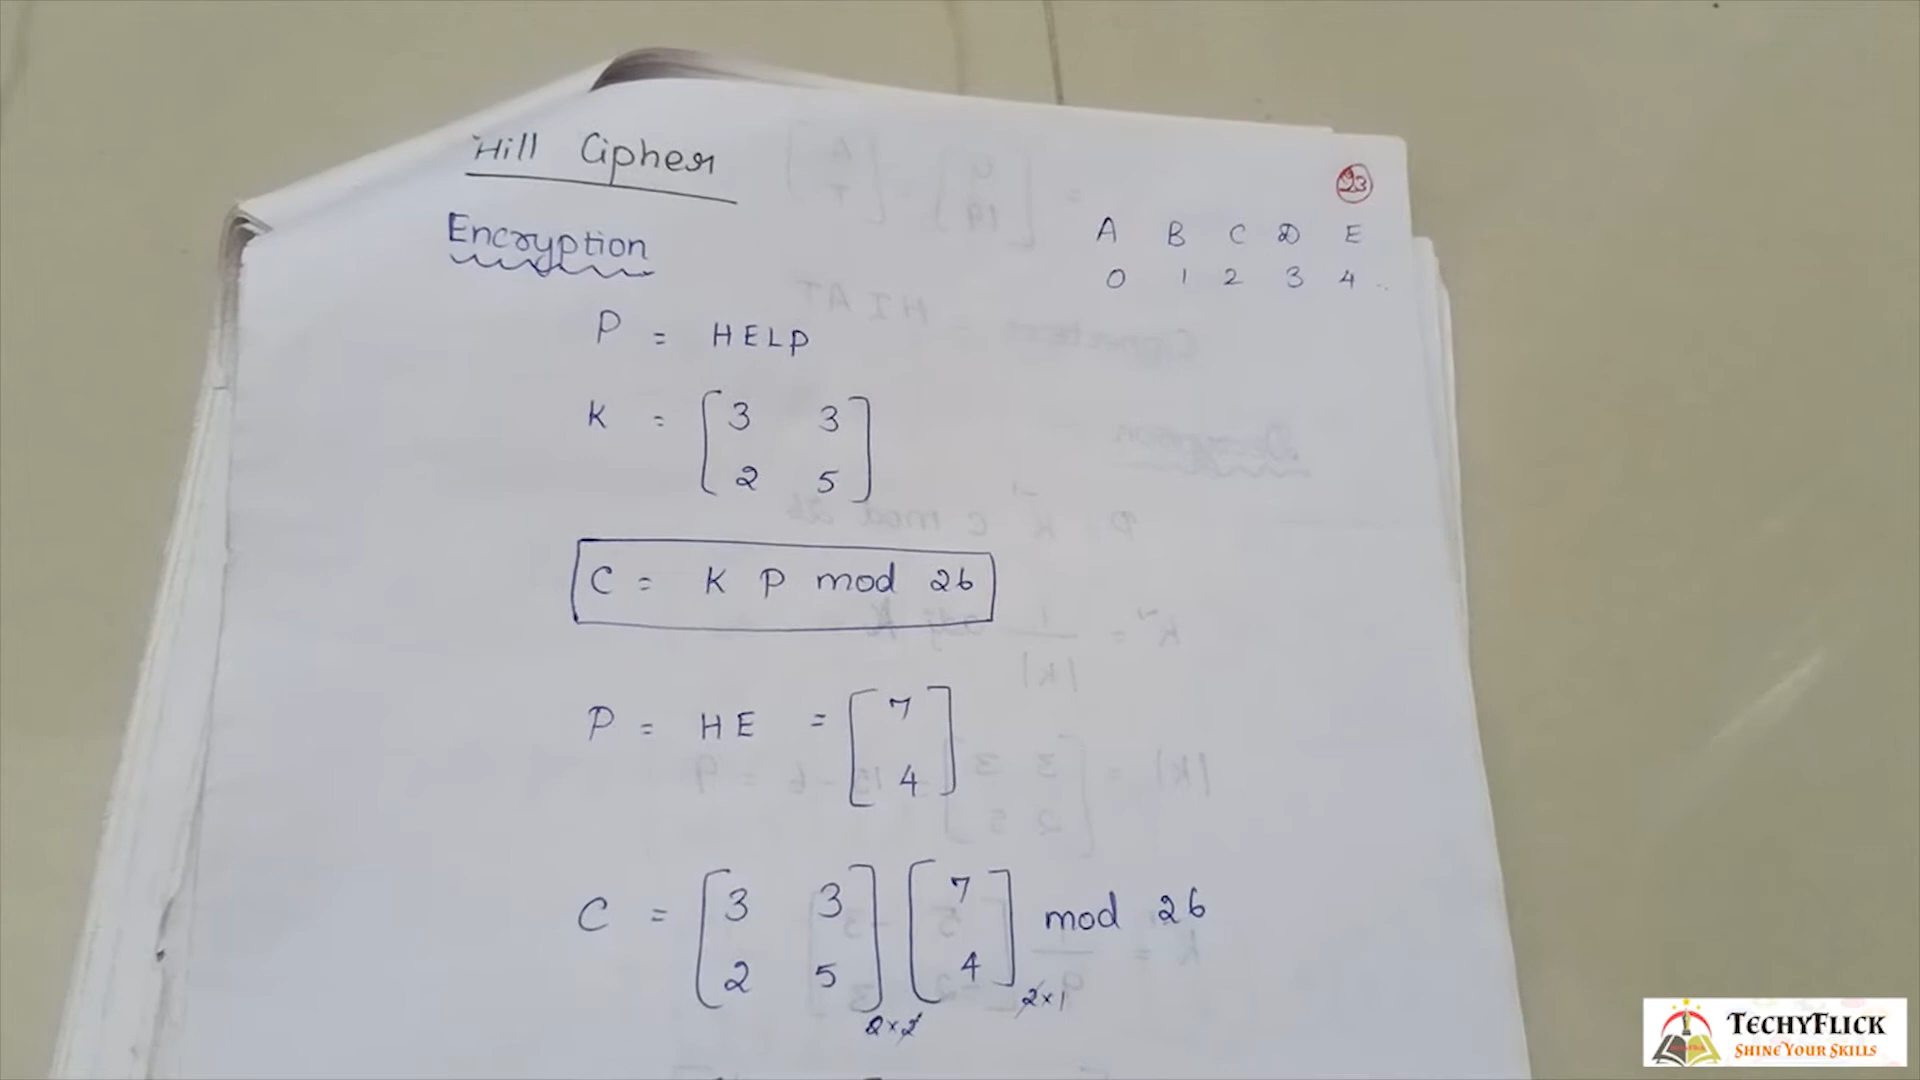 Hill Cipher
23
Encryption
A B C D E
0 1 2 3 4 ..
P = HELP
K = [3 3
2 5]
C = K P mod 26
P = HE = [7
4]
C = [3 3 [7 mod 26
2 5] 4]
2×2 2×1
TECHYFLICK
SHINE YOUR SKILLS